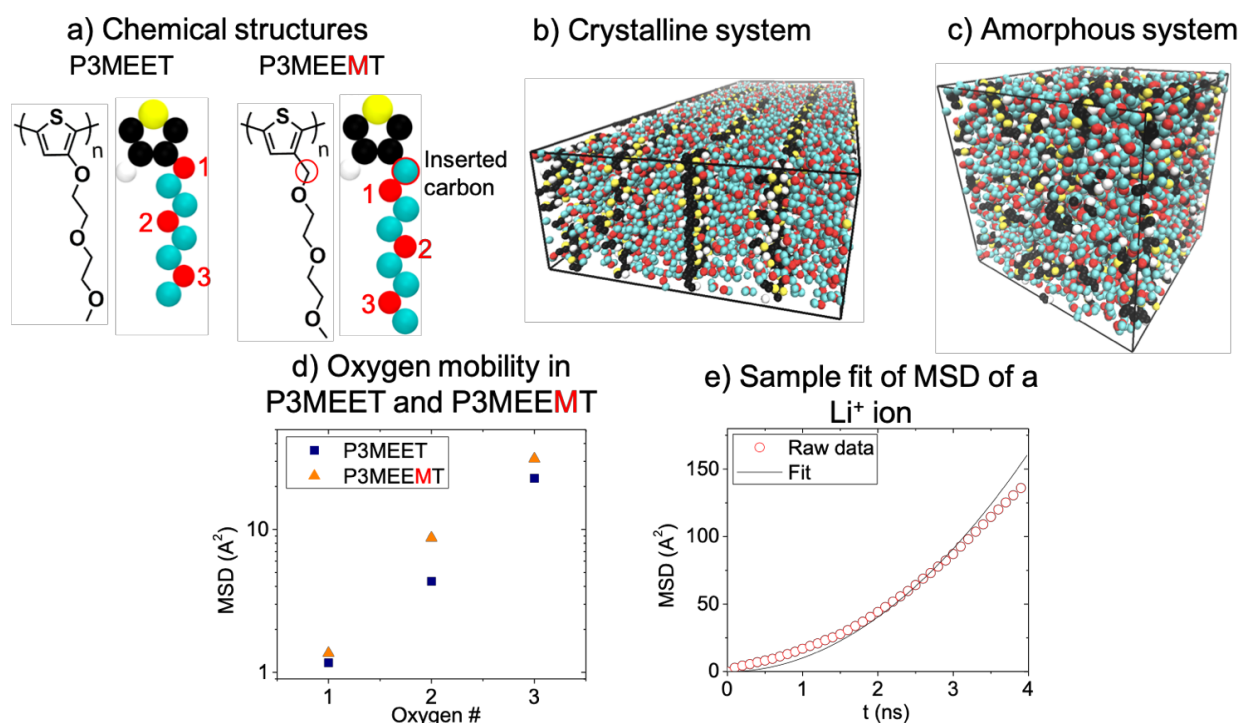 a) Chemical structures
P3MEET
P3MEEMT
S
n
O
O
O
1
2
3
S
n
O
O
O
Inserted
carbon
1
2
3
b) Crystalline system
c) Amorphous system
d) Oxygen mobility in
P3MEET and P3MEEMT
P3MEET
P3MEEMT
MSD (A²)
10
1
1
2
3
Oxygen #
e) Sample fit of MSD of a
Li⁺ ion
Raw data
Fit
MSD (A²)
150
100
50
0
0
1
2
3
4
t (ns)